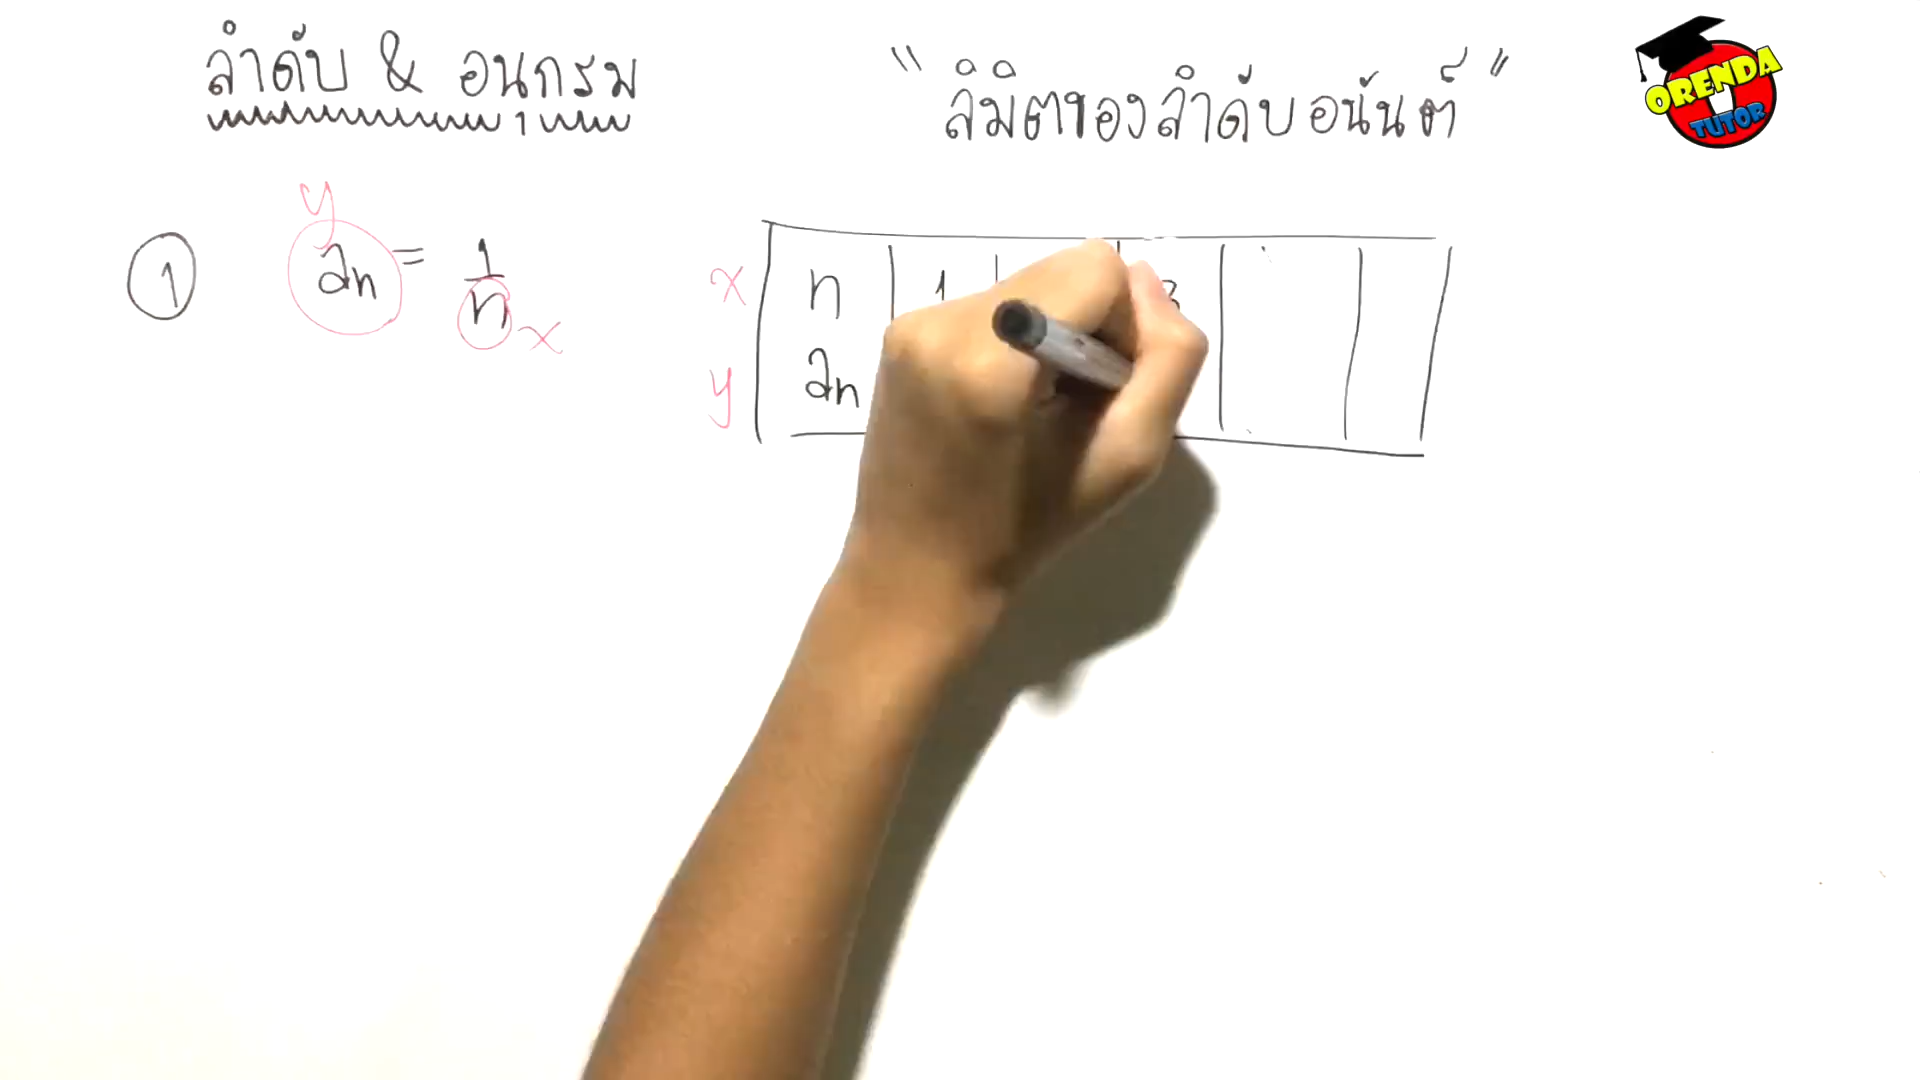 ลำดับ & อนุกรม
"ลิมิตของลำดับอนันต์"
ORENDA
TUTOR
y
① an = 1/n x
x n 1 3
y an